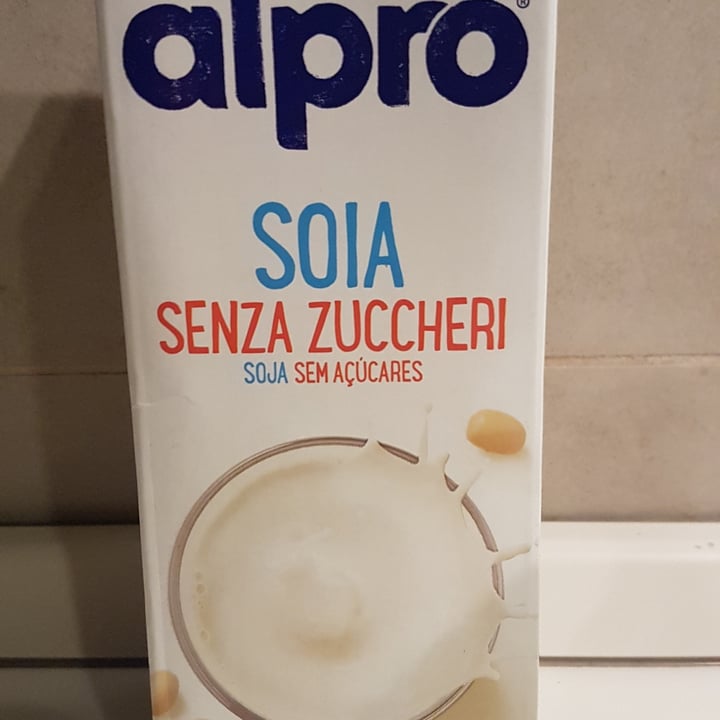 alpro®
SOIA
SENZA ZUCCHERI
SOJA SEM AÇÚCARES